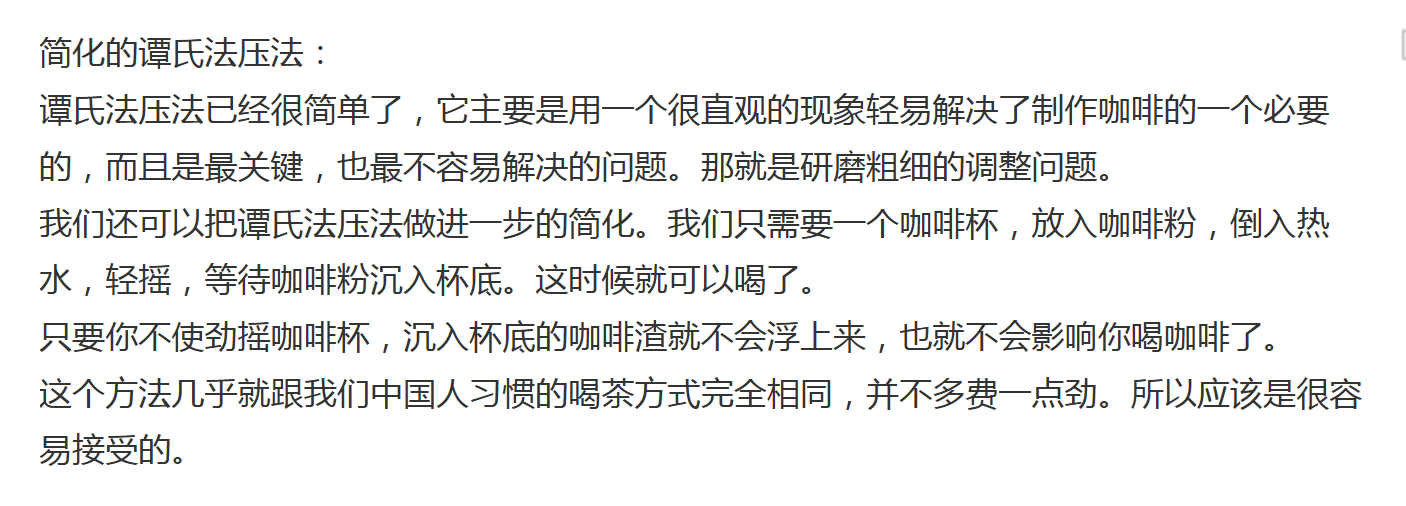 简化的谭氏法压法：
谭氏法压法已经很简单了，它主要是用一个很直观的现象轻易解决了制作咖啡的一个必要
的，而且是最关键，也最不容易解决的问题。那就是研磨粗细的调整问题。
我们还可以把谭氏法压法做进一步的简化。我们只需要一个咖啡杯，放入咖啡粉，倒入热
水，轻摇，等待咖啡粉沉入杯底。这时候就可以喝了。
只要你不使劲摇咖啡杯，沉入杯底的咖啡渣就不会浮上来，也就不会影响你喝咖啡了。
这个方法几乎就跟我们中国人习惯的喝茶方式完全相同，并不多费一点劲。所以应该是很容
易接受的。